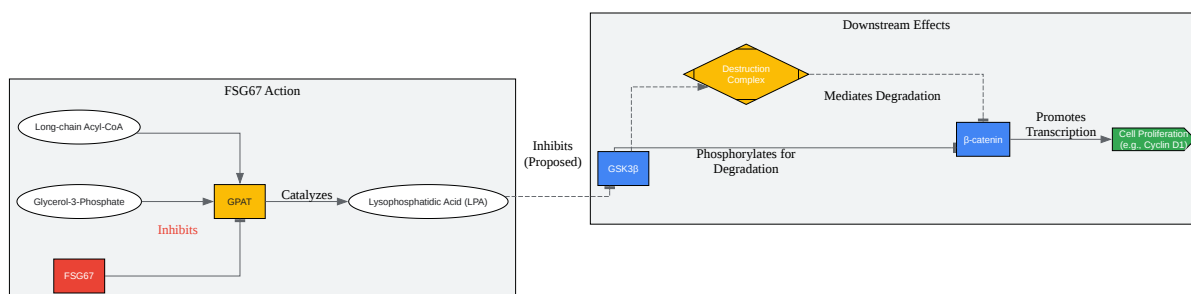 FSG67 Action
Long-chain Acyl-CoA
Glycerol-3-Phosphate
GPAT
Catalyzes
Lysophosphatidic Acid (LPA)
Inhibits
FSG67
Inhibits
(Proposed)
Downstream Effects
Destruction
Complex
Mediates Degradation
GSK3β
Phosphorylates for
Degradation
β-catenin
Promotes
Transcription
Cell Proliferation
(e.g., Cyclin D1)